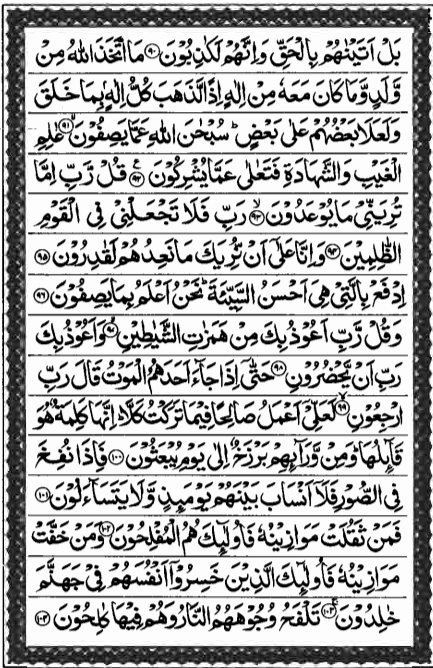 بَلْ اَتَيْنٰهُمْ بِالْحَقِّ وَاِنَّهُمْ لَكٰذِبُوْنَ ﴿٩٠﴾ مَا اتَّخَذَ اللّٰهُ مِنْ
وَّلَدٍ وَّمَا كَانَ مَعَهٗ مِنْ اِلٰهٍ اِذًا لَّذَهَبَ كُلُّ اِلٰهٍۭ بِمَا خَلَقَ
وَلَعَلَا بَعْضُهُمْ عَلٰى بَعْضٍ ؕ سُبْحٰنَ اللّٰهِ عَمَّا يَصِفُوْنَ ﴿٩١﴾ عٰلِمِ
الْغَيْبِ وَالشَّهَادَةِ فَتَعٰلٰى عَمَّا يُشْرِكُوْنَ ﴿٩٢﴾ قُلْ رَّبِّ اِمَّا
تُرِيَنِّيْ مَا يُوْعَدُوْنَ ﴿٩٣﴾ رَبِّ فَلَا تَجْعَلْنِيْ فِى الْقَوْمِ
الظّٰلِمِيْنَ ﴿٩٤﴾ وَاِنَّا عَلٰٓى اَنْ نُّرِيَكَ مَا نَعِدُهُمْ لَقٰدِرُوْنَ ﴿٩٥﴾
اِدْفَعْ بِالَّتِيْ هِيَ اَحْسَنُ السَّيِّئَةَ ؕ نَحْنُ اَعْلَمُ بِمَا يَصِفُوْنَ ﴿٩٦﴾
وَقُلْ رَّبِّ اَعُوْذُ بِكَ مِنْ هَمَزٰتِ الشَّيٰطِيْنِ ﴿٩٧﴾ وَاَعُوْذُ بِكَ
رَبِّ اَنْ يَّحْضُرُوْنِ ﴿٩٨﴾ حَتّٰٓى اِذَا جَآءَ اَحَدَهُمُ الْمَوْتُ قَالَ رَبِّ
ارْجِعُوْنِ ﴿٩٩﴾ لَعَلِّيْٓ اَعْمَلُ صَالِحًا فِيْمَا تَرَكْتُ كَلَّا ؕ اِنَّهَا كَلِمَةٌ هُوَ
قَآئِلُهَا ؕ وَمِنْ وَّرَآئِهِمْ بَرْزَخٌ اِلٰى يَوْمِ يُبْعَثُوْنَ ﴿١٠٠﴾ فَاِذَا نُفِخَ
فِى الصُّوْرِ فَلَآ اَنْسَابَ بَيْنَهُمْ يَوْمَئِذٍ وَّلَا يَتَسَآءَلُوْنَ ﴿١٠١﴾
فَمَنْ ثَقُلَتْ مَوَازِيْنُهٗ فَاُولٰٓئِكَ هُمُ الْمُفْلِحُوْنَ ﴿١٠٢﴾ وَمَنْ خَفَّتْ
مَوَازِيْنُهٗ فَاُولٰٓئِكَ الَّذِيْنَ خَسِرُوْٓا اَنْفُسَهُمْ فِيْ جَهَنَّمَ
خٰلِدُوْنَ ﴿١٠٣﴾ تَلْفَحُ وُجُوْهَهُمُ النَّارُ وَهُمْ فِيْهَا كٰلِحُوْنَ ﴿١٠٤﴾